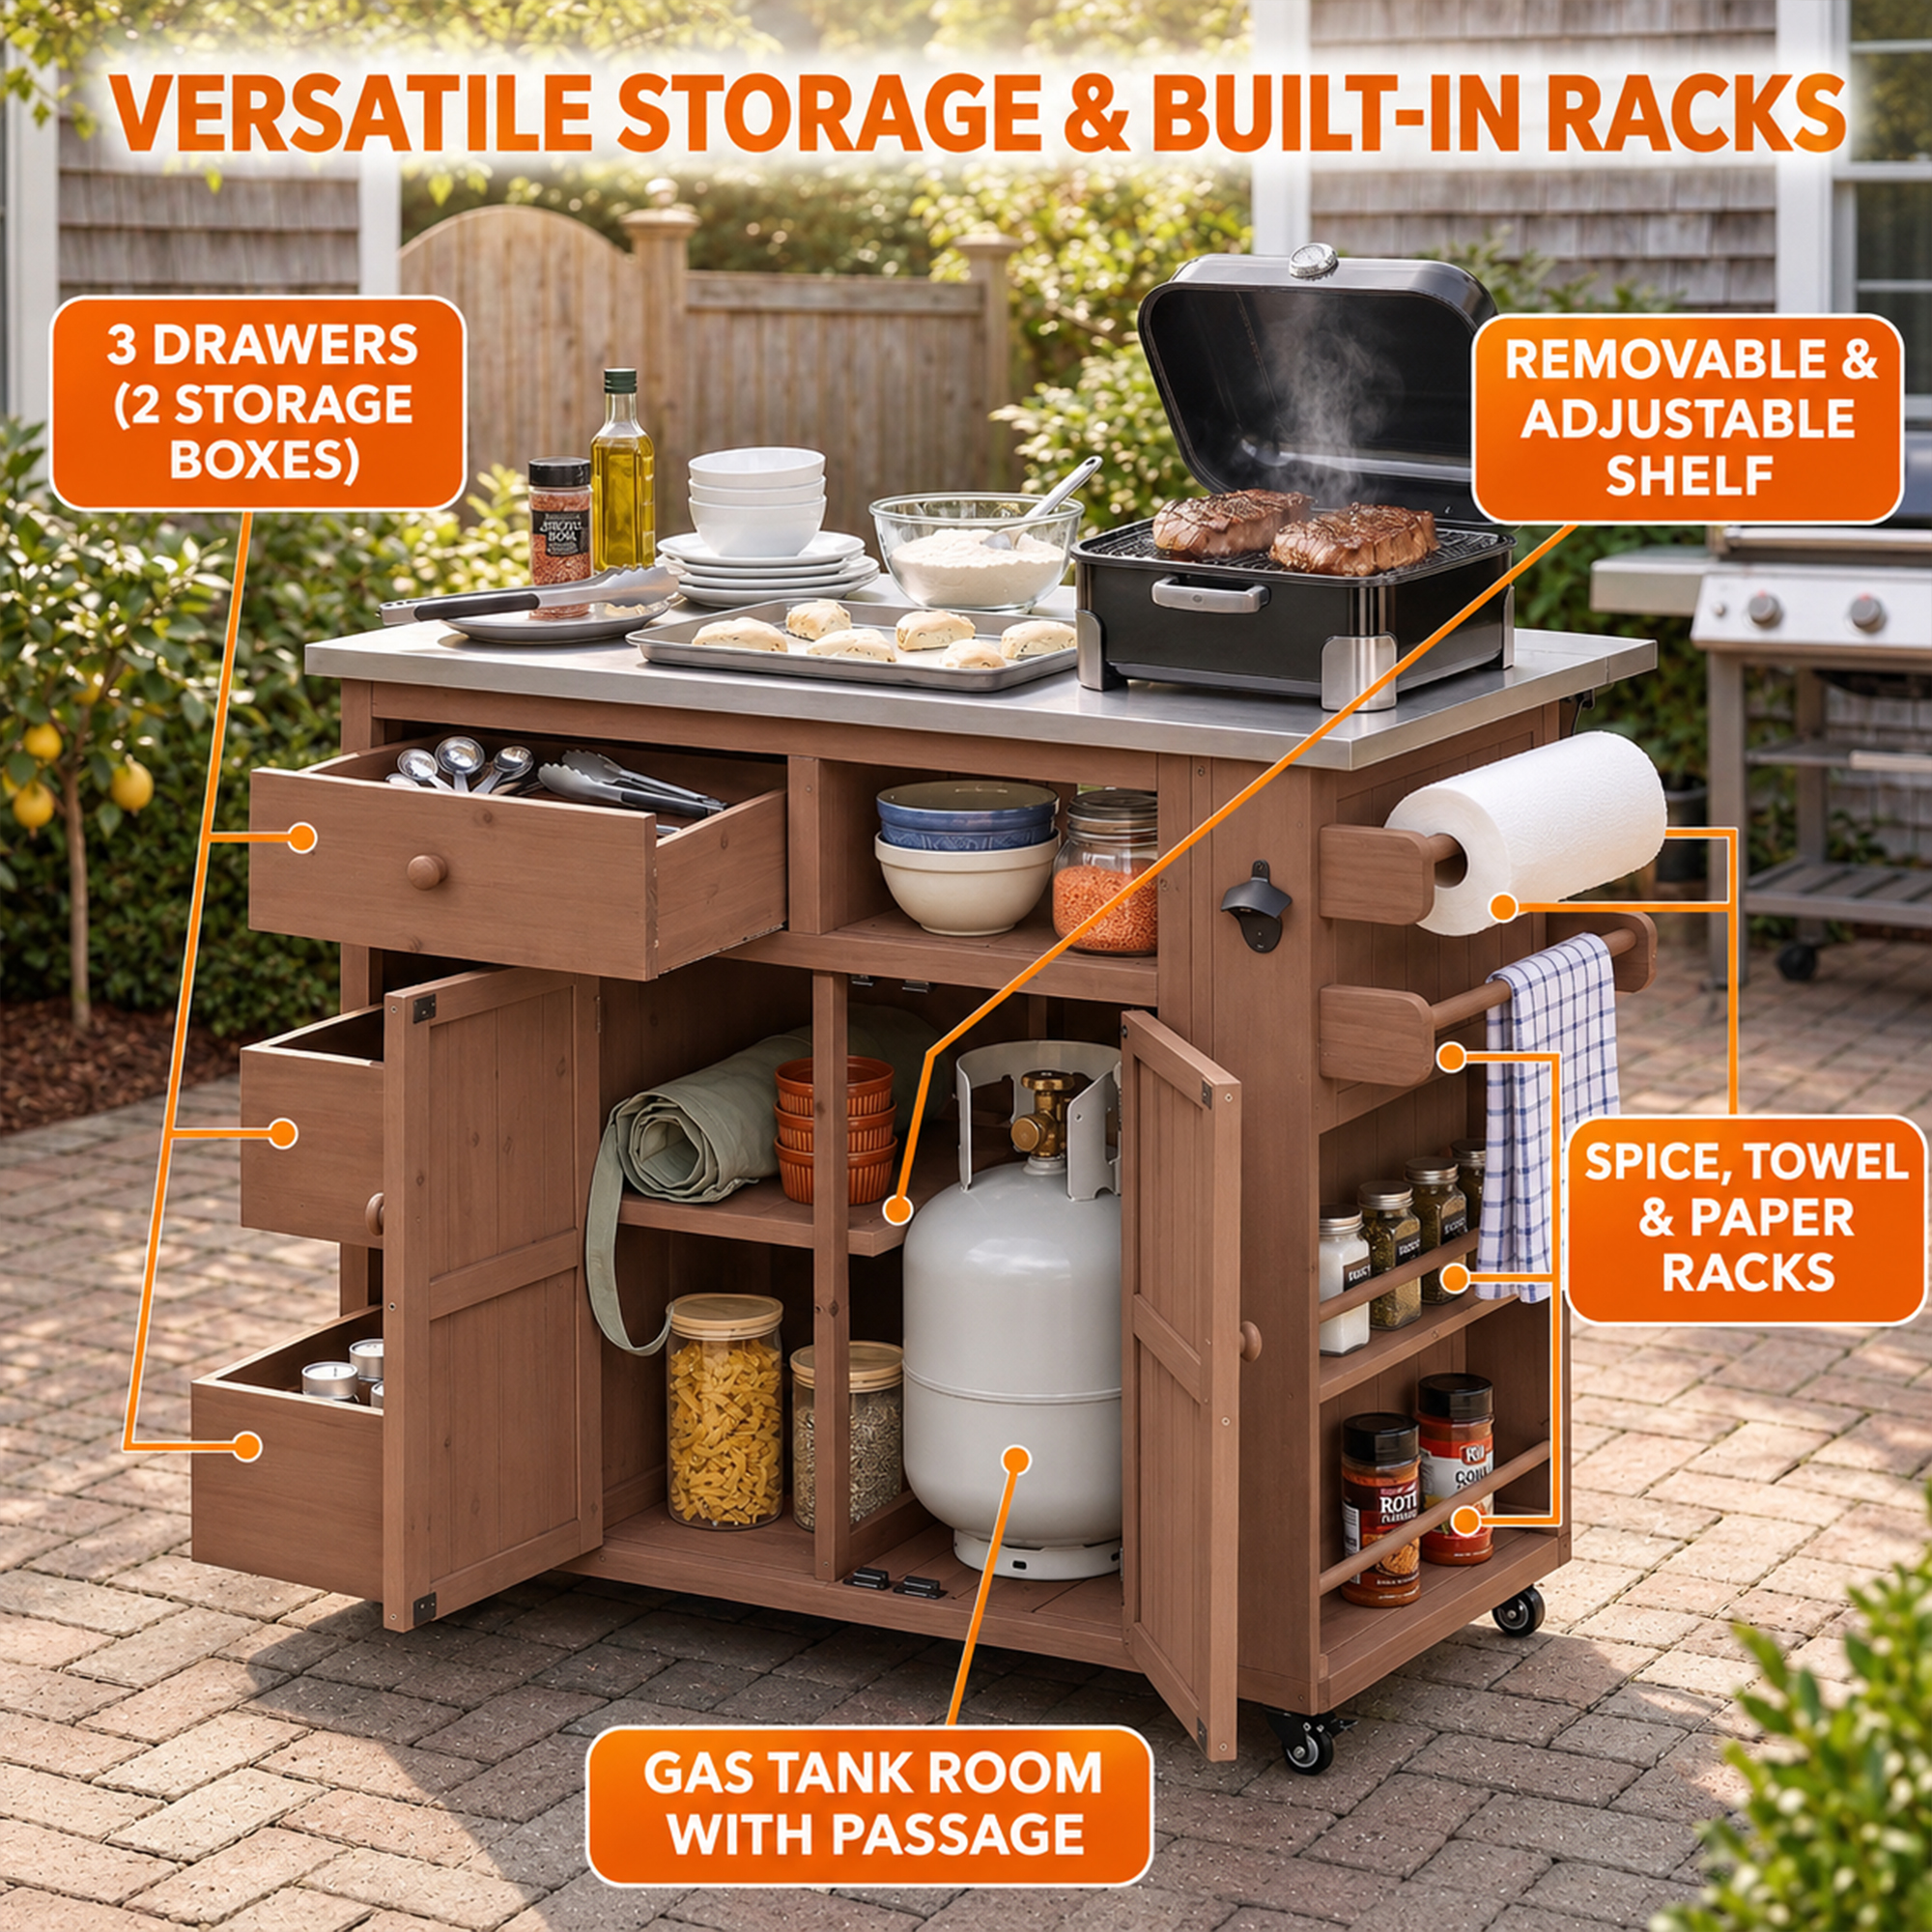 VERSATILE STORAGE & BUILT-IN RACKS
3 DRAWERS
(2 STORAGE
BOXES)
REMOVABLE &
ADJUSTABLE
SHELF
SPICE, TOWEL
& PAPER
RACKS
GAS TANK ROOM
WITH PASSAGE